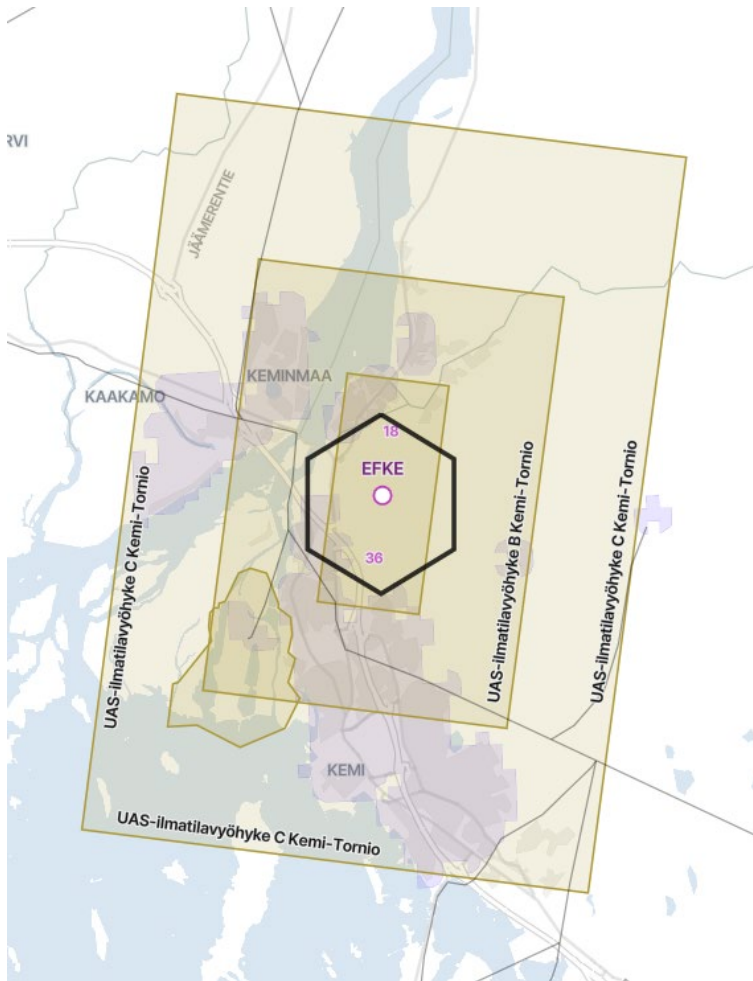 RVI
JÄÄMERENTIE
KEMINMAA
KAAKAMO
18
EFKE
36
UAS-ilmatilavyöhyke C Kemi-Tornio
UAS-ilmatilavyöhyke B Kemi-Tornio
UAS-ilmatilavyöhyke C Kemi-Tornio
KEMI
UAS-ilmatilavyöhyke C Kemi-Tornio